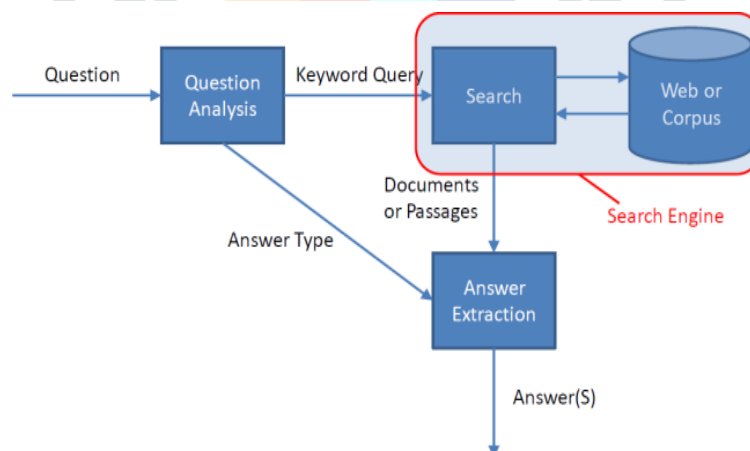 Question
Question
Analysis
Keyword Query
Search
Web or
Corpus
Documents
or Passages
Search Engine
Answer Type
Answer
Extraction
Answer(S)